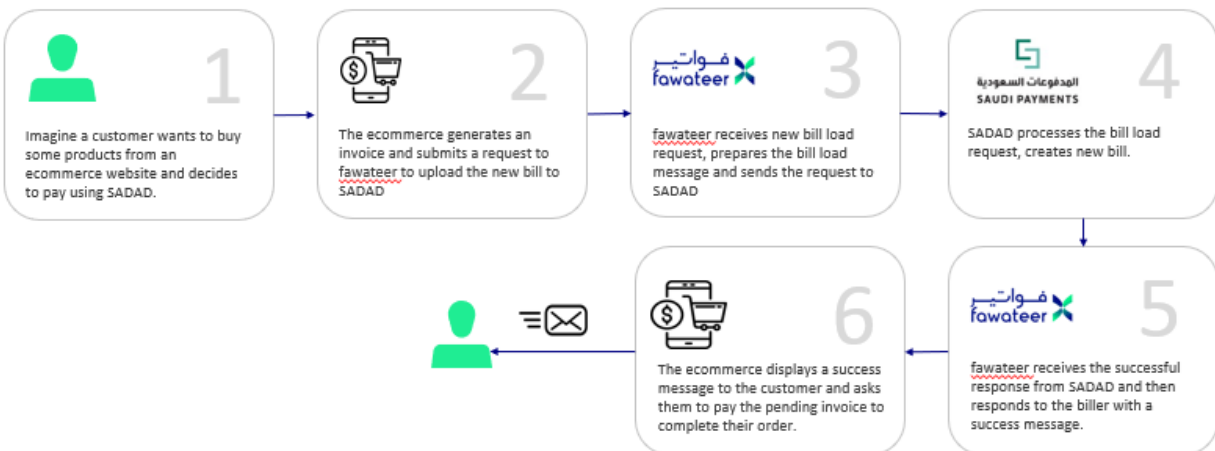 1
Imagine a customer wants to buy
some products from an
ecommerce website and decides
to pay using SADAD.
2
The ecommerce generates an
invoice and submits a request to
fawateer to upload the new bill to
SADAD
فـواتـيـر
fawateer
3
fawateer receives new bill load
request, prepares the bill load
message and sends the request to
SADAD
المدفوعات السعودية
SAUDI PAYMENTS
4
SADAD processes the bill load
request, creates new bill.
فـواتـيـر
fawateer
5
fawateer receives the successful
response from SADAD and then
responds to the biller with a
success message.
$
6
The ecommerce displays a success
message to the customer and asks
them to pay the pending invoice to
complete their order.